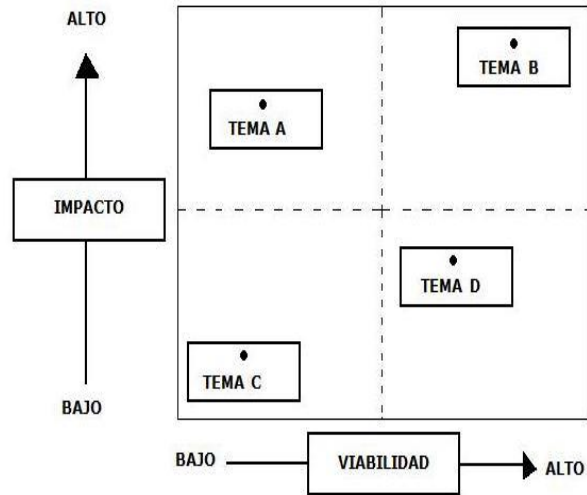 ALTO
TEMA B
TEMA A
IMPACTO
TEMA D
TEMA C
BAJO
BAJO
VIABILIDAD
ALTO